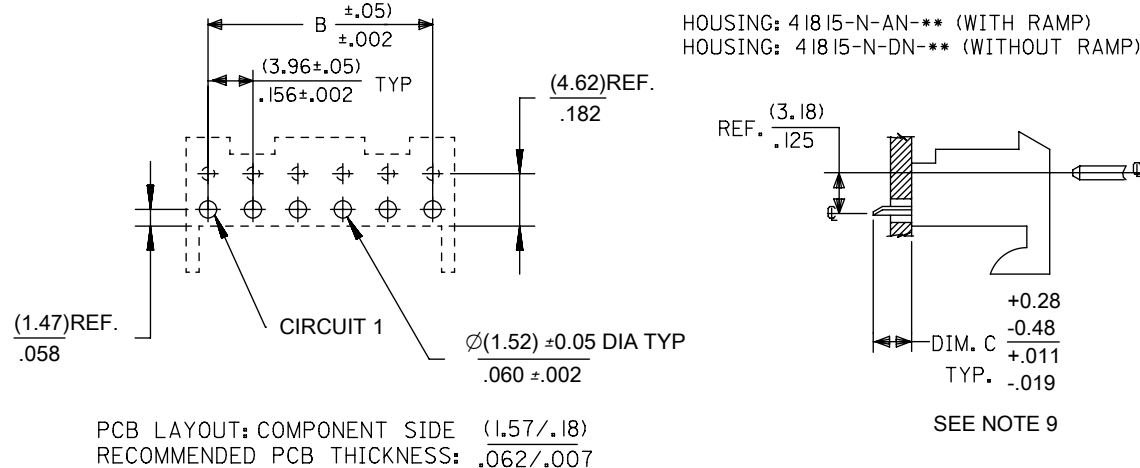 B ±.05)
±.002
(3.96±.05)
.156±.002 TYP
(4.62)REF.
.182
(1.47)REF.
.058
CIRCUIT 1
Ø(1.52) ±0.05 DIA TYP
.060 ±.002
PCB LAYOUT: COMPONENT SIDE (1.57/.18)
RECOMMENDED PCB THICKNESS: .062/.007
HOUSING: 41815-N-AN-** (WITH RAMP)
HOUSING: 41815-N-DN-** (WITHOUT RAMP)
REF. (3.18)
.125
DIM. C
TYP.
+0.28
-0.48
+.011
-.019
SEE NOTE 9